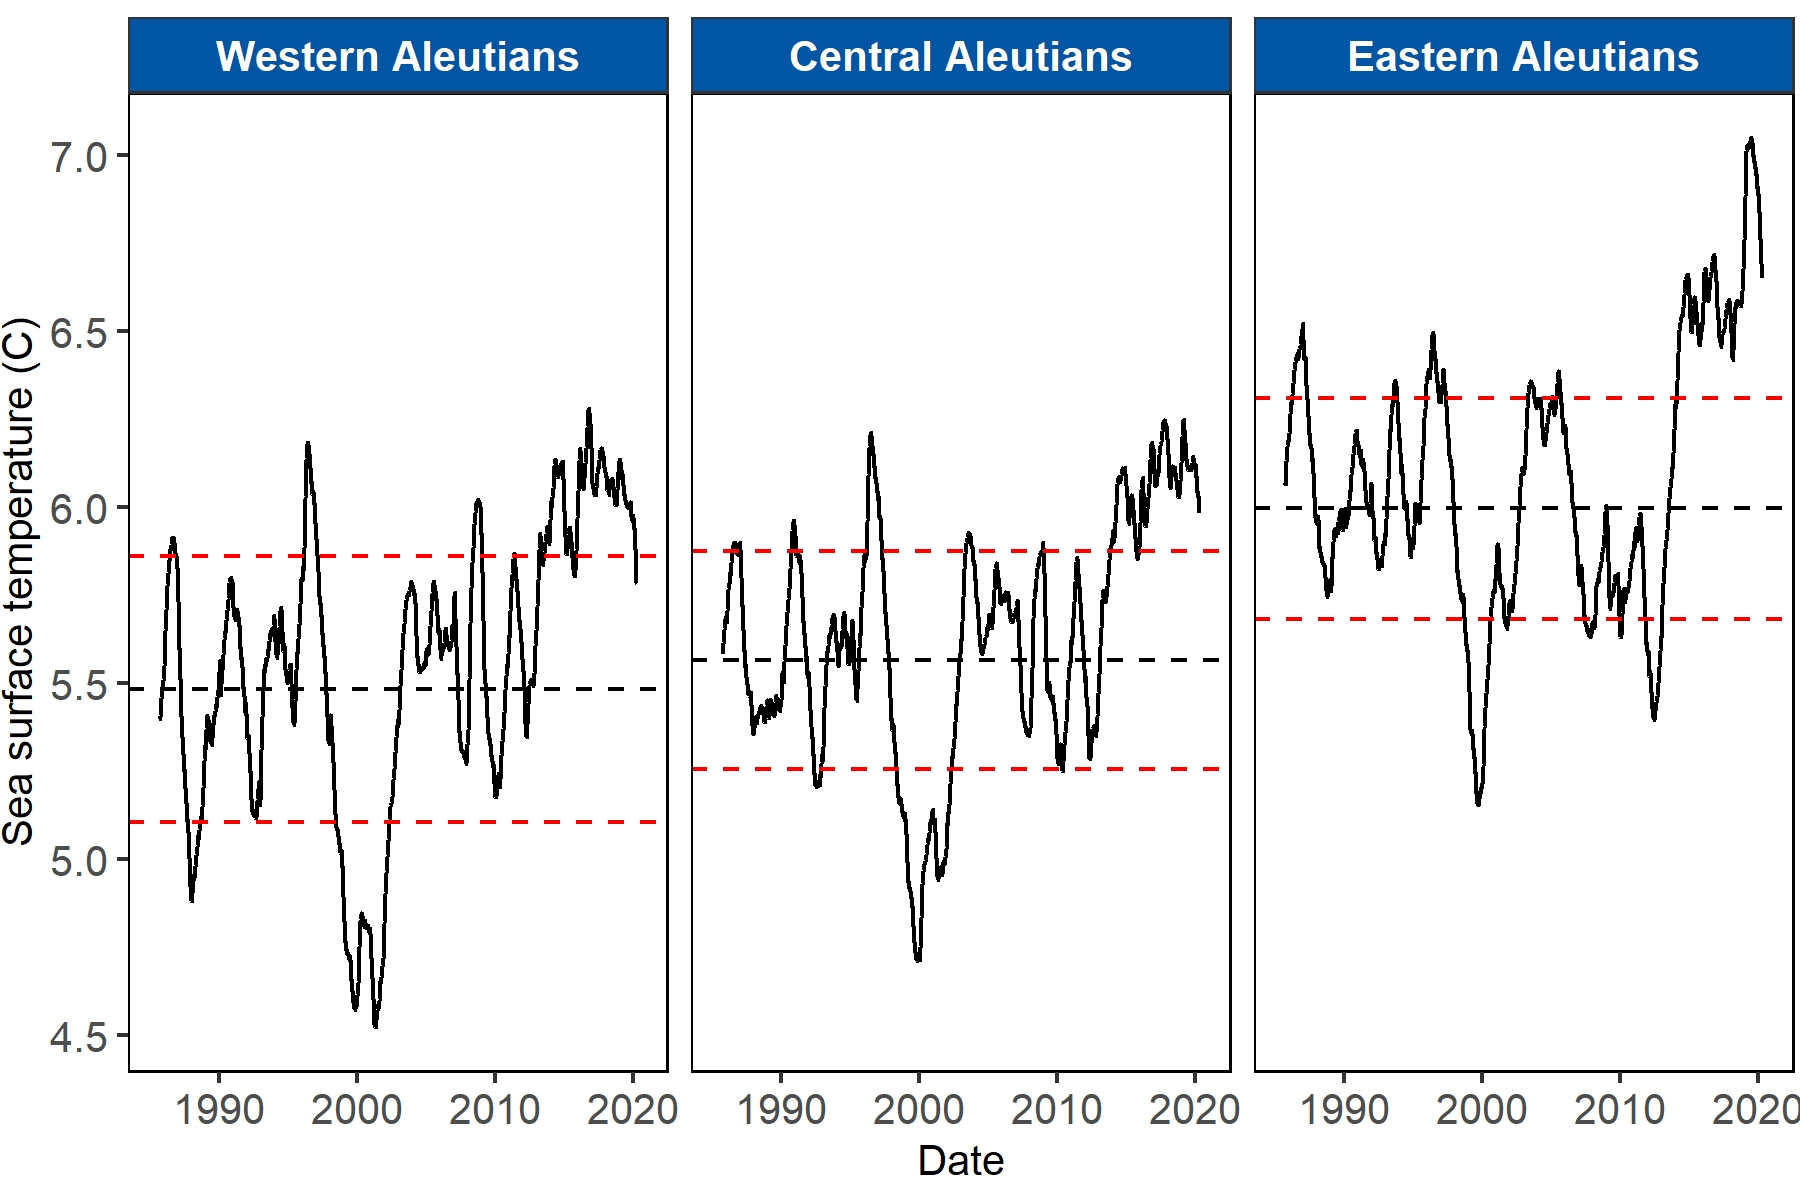 Western Aleutians Central Aleutians Eastern Aleutians
Sea surface temperature (C)
7.0
6.5
6.0
5.5
5.0
4.5
1990 2000 2010 2020 1990 2000 2010 2020 1990 2000 2010 2020
Date